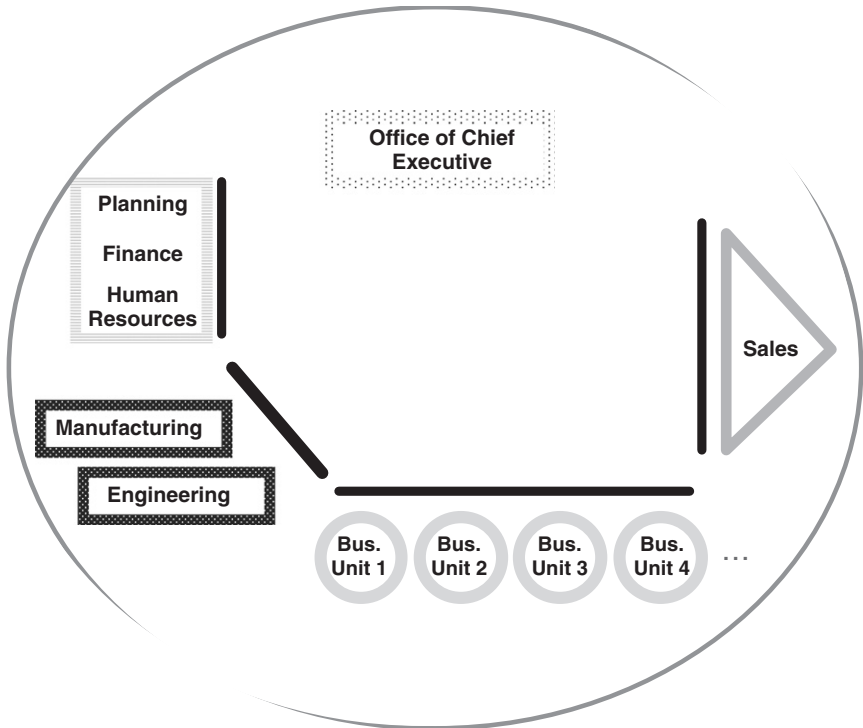 Office of Chief
Executive
Planning
Finance
Human
Resources
Sales
Manufacturing
Engineering
Bus.
Unit 1
Bus.
Unit 2
Bus.
Unit 3
Bus.
Unit 4
...